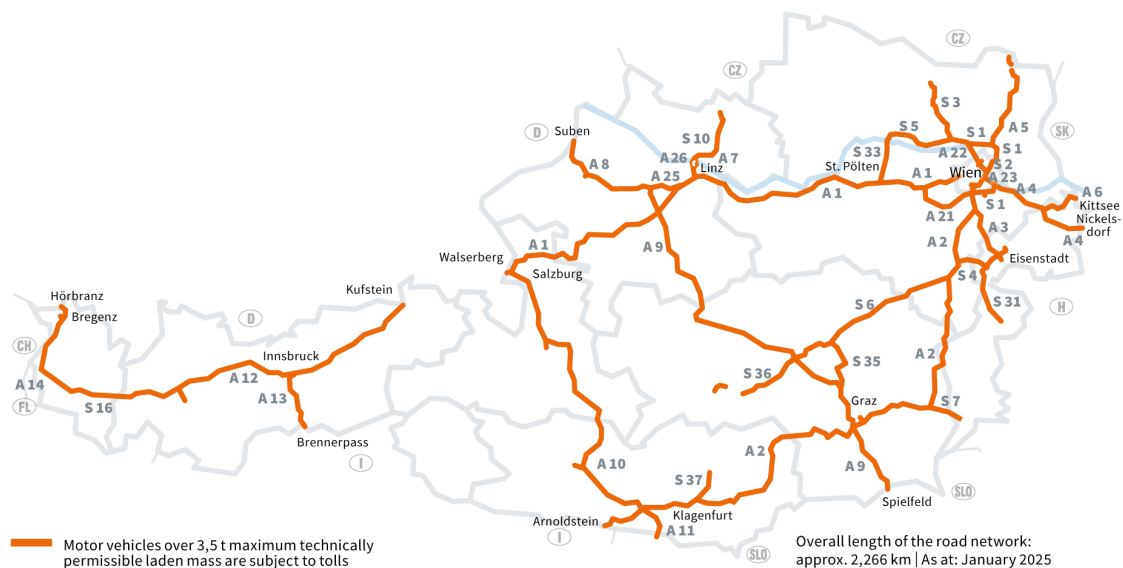 CZ
CZ
D
Suben
S 10
A 26
A 7
Linz
A 8
A 25
S 3
S 5
S 33
St. Pölten
A 1
A 1
S 1
A 22
A 5
S 1
S 2
Wien
A 23
A 4
SK
A 6
Kittsee
Nickels-
dorf
A 4
A 21
S 1
A 3
A 2
Eisenstadt
S 4
S 31
H
Walserberg
A 1
Salzburg
A 9
Kufstein
Hörbranz
Bregenz
D
CH
Innsbruck
A 14
A 12
A 13
FL
S 16
Brennerpass
I
S 6
S 35
S 36
A 2
S 7
Graz
A 2
A 9
Spielfeld
SLO
A 10
S 37
Klagenfurt
Arnoldstein
A 11
I
SLO
Motor vehicles over 3,5 t maximum technically
permissible laden mass are subject to tolls
Overall length of the road network:
approx. 2,266 km | As at: January 2025